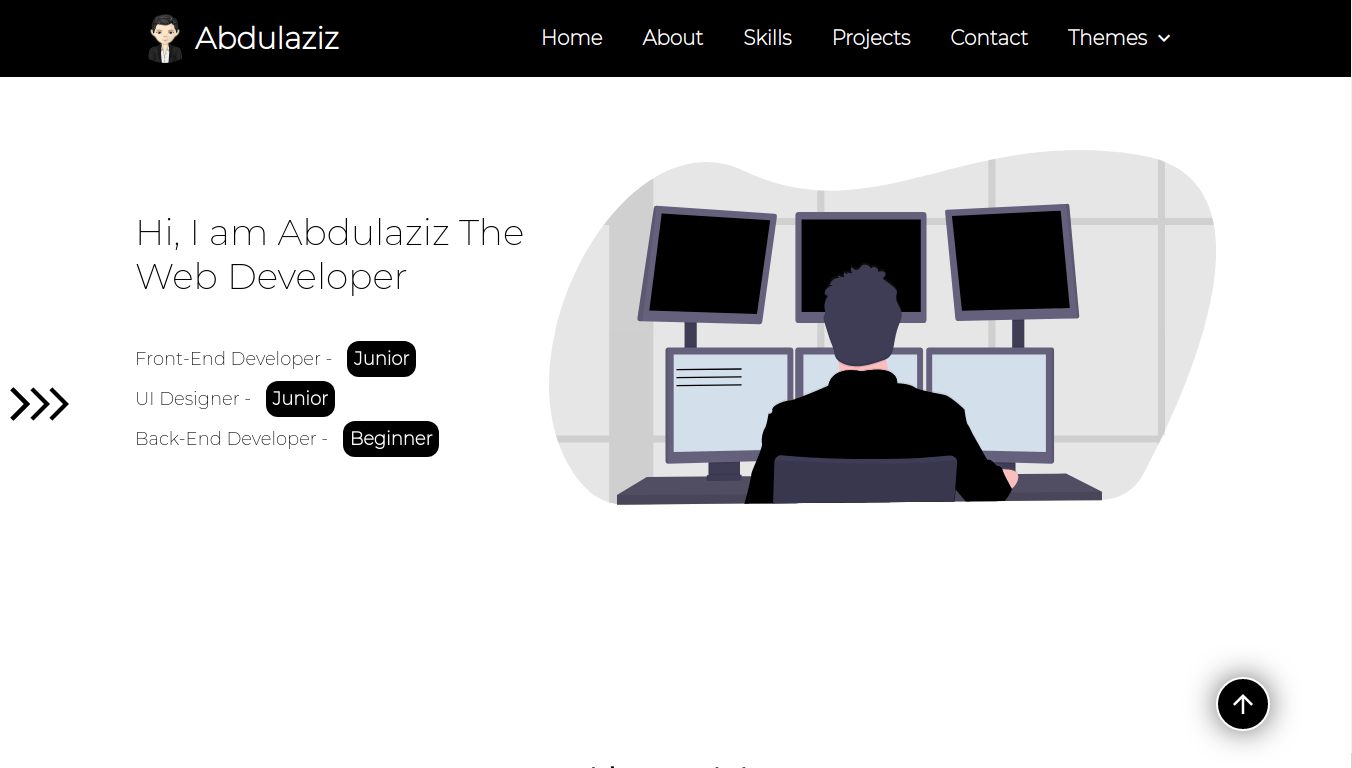 Abdulaziz
Home About Skills Projects Contact Themes
Hi, I am Abdulaziz The
Web Developer
Front-End Developer - Junior
UI Designer - Junior
Back-End Developer - Beginner